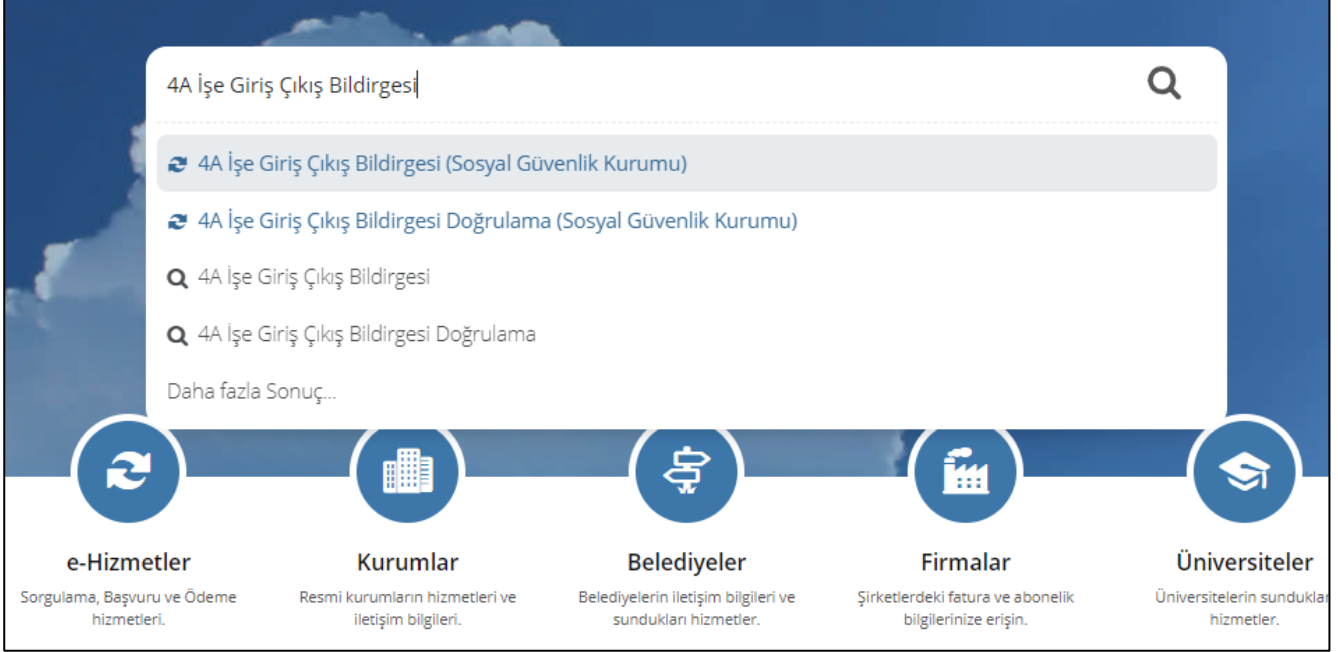 4A İşe Giriş Çıkış Bildirgesi
4A İşe Giriş Çıkış Bildirgesi (Sosyal Güvenlik Kurumu)
4A İşe Giriş Çıkış Bildirgesi Doğrulama (Sosyal Güvenlik Kurumu)
4A İşe Giriş Çıkış Bildirgesi
4A İşe Giriş Çıkış Bildirgesi Doğrulama
Daha fazla Sonuç...
e-Hizmetler
Sorgulama, Başvuru ve Ödeme
hizmetleri.
Kurumlar
Resmi kurumların hizmetleri ve
iletişim bilgileri.
Belediyeler
Belediyelerin iletişim bilgileri ve
sundukları hizmetler.
Firmalar
Şirketlerdeki fatura ve abonelik
bilgilerinize erişin.
Üniversiteler
Üniversitelerin sundukla
hizmetler.